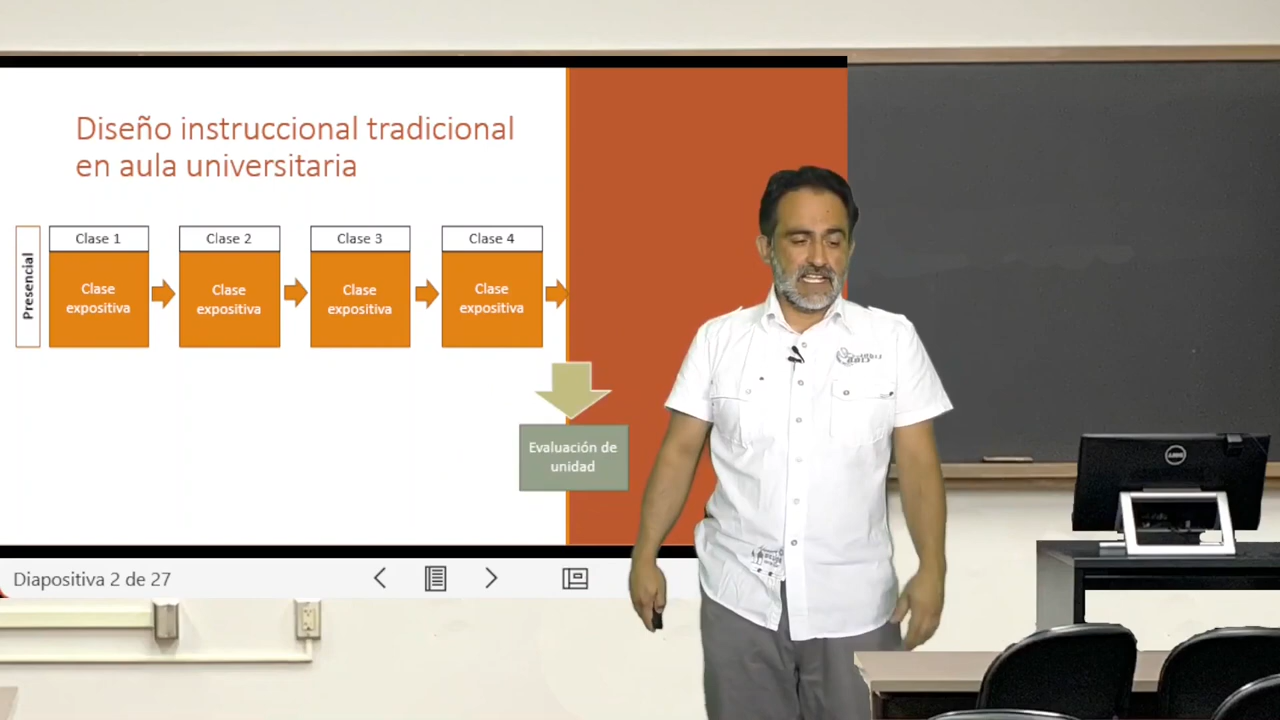 Diseño instruccional tradicional
en aula universitaria
Presencial
Clase 1
Clase 2
Clase 3
Clase 4
Clase
expositiva
Clase
expositiva
Clase
expositiva
Clase
expositiva
Evaluación de
unidad
Diapositiva 2 de 27
DELL